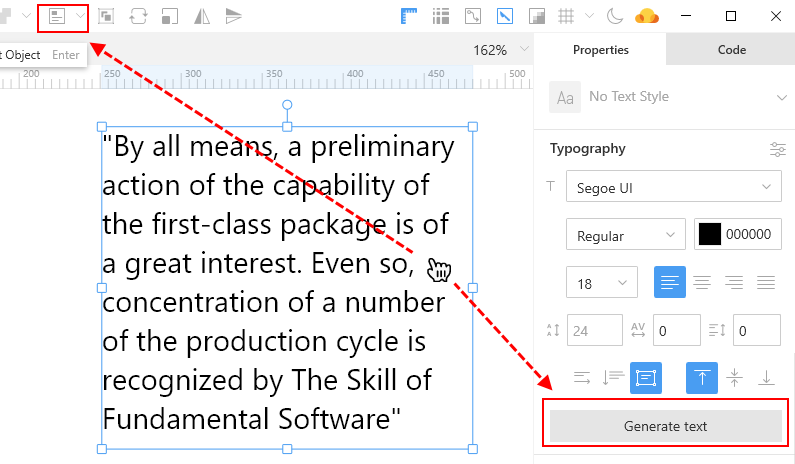 t Object Enter
162%
Properties Code
200 250 300 350 400 450 500
Aa No Text Style
Typography
T Segoe UI
Regular 000000
18
24 AV 0 0
Generate text
"By all means, a preliminary
action of the capability of
the first-class package is of
a great interest. Even so,
concentration of a number
of the production cycle is
recognized by The Skill of
Fundamental Software"